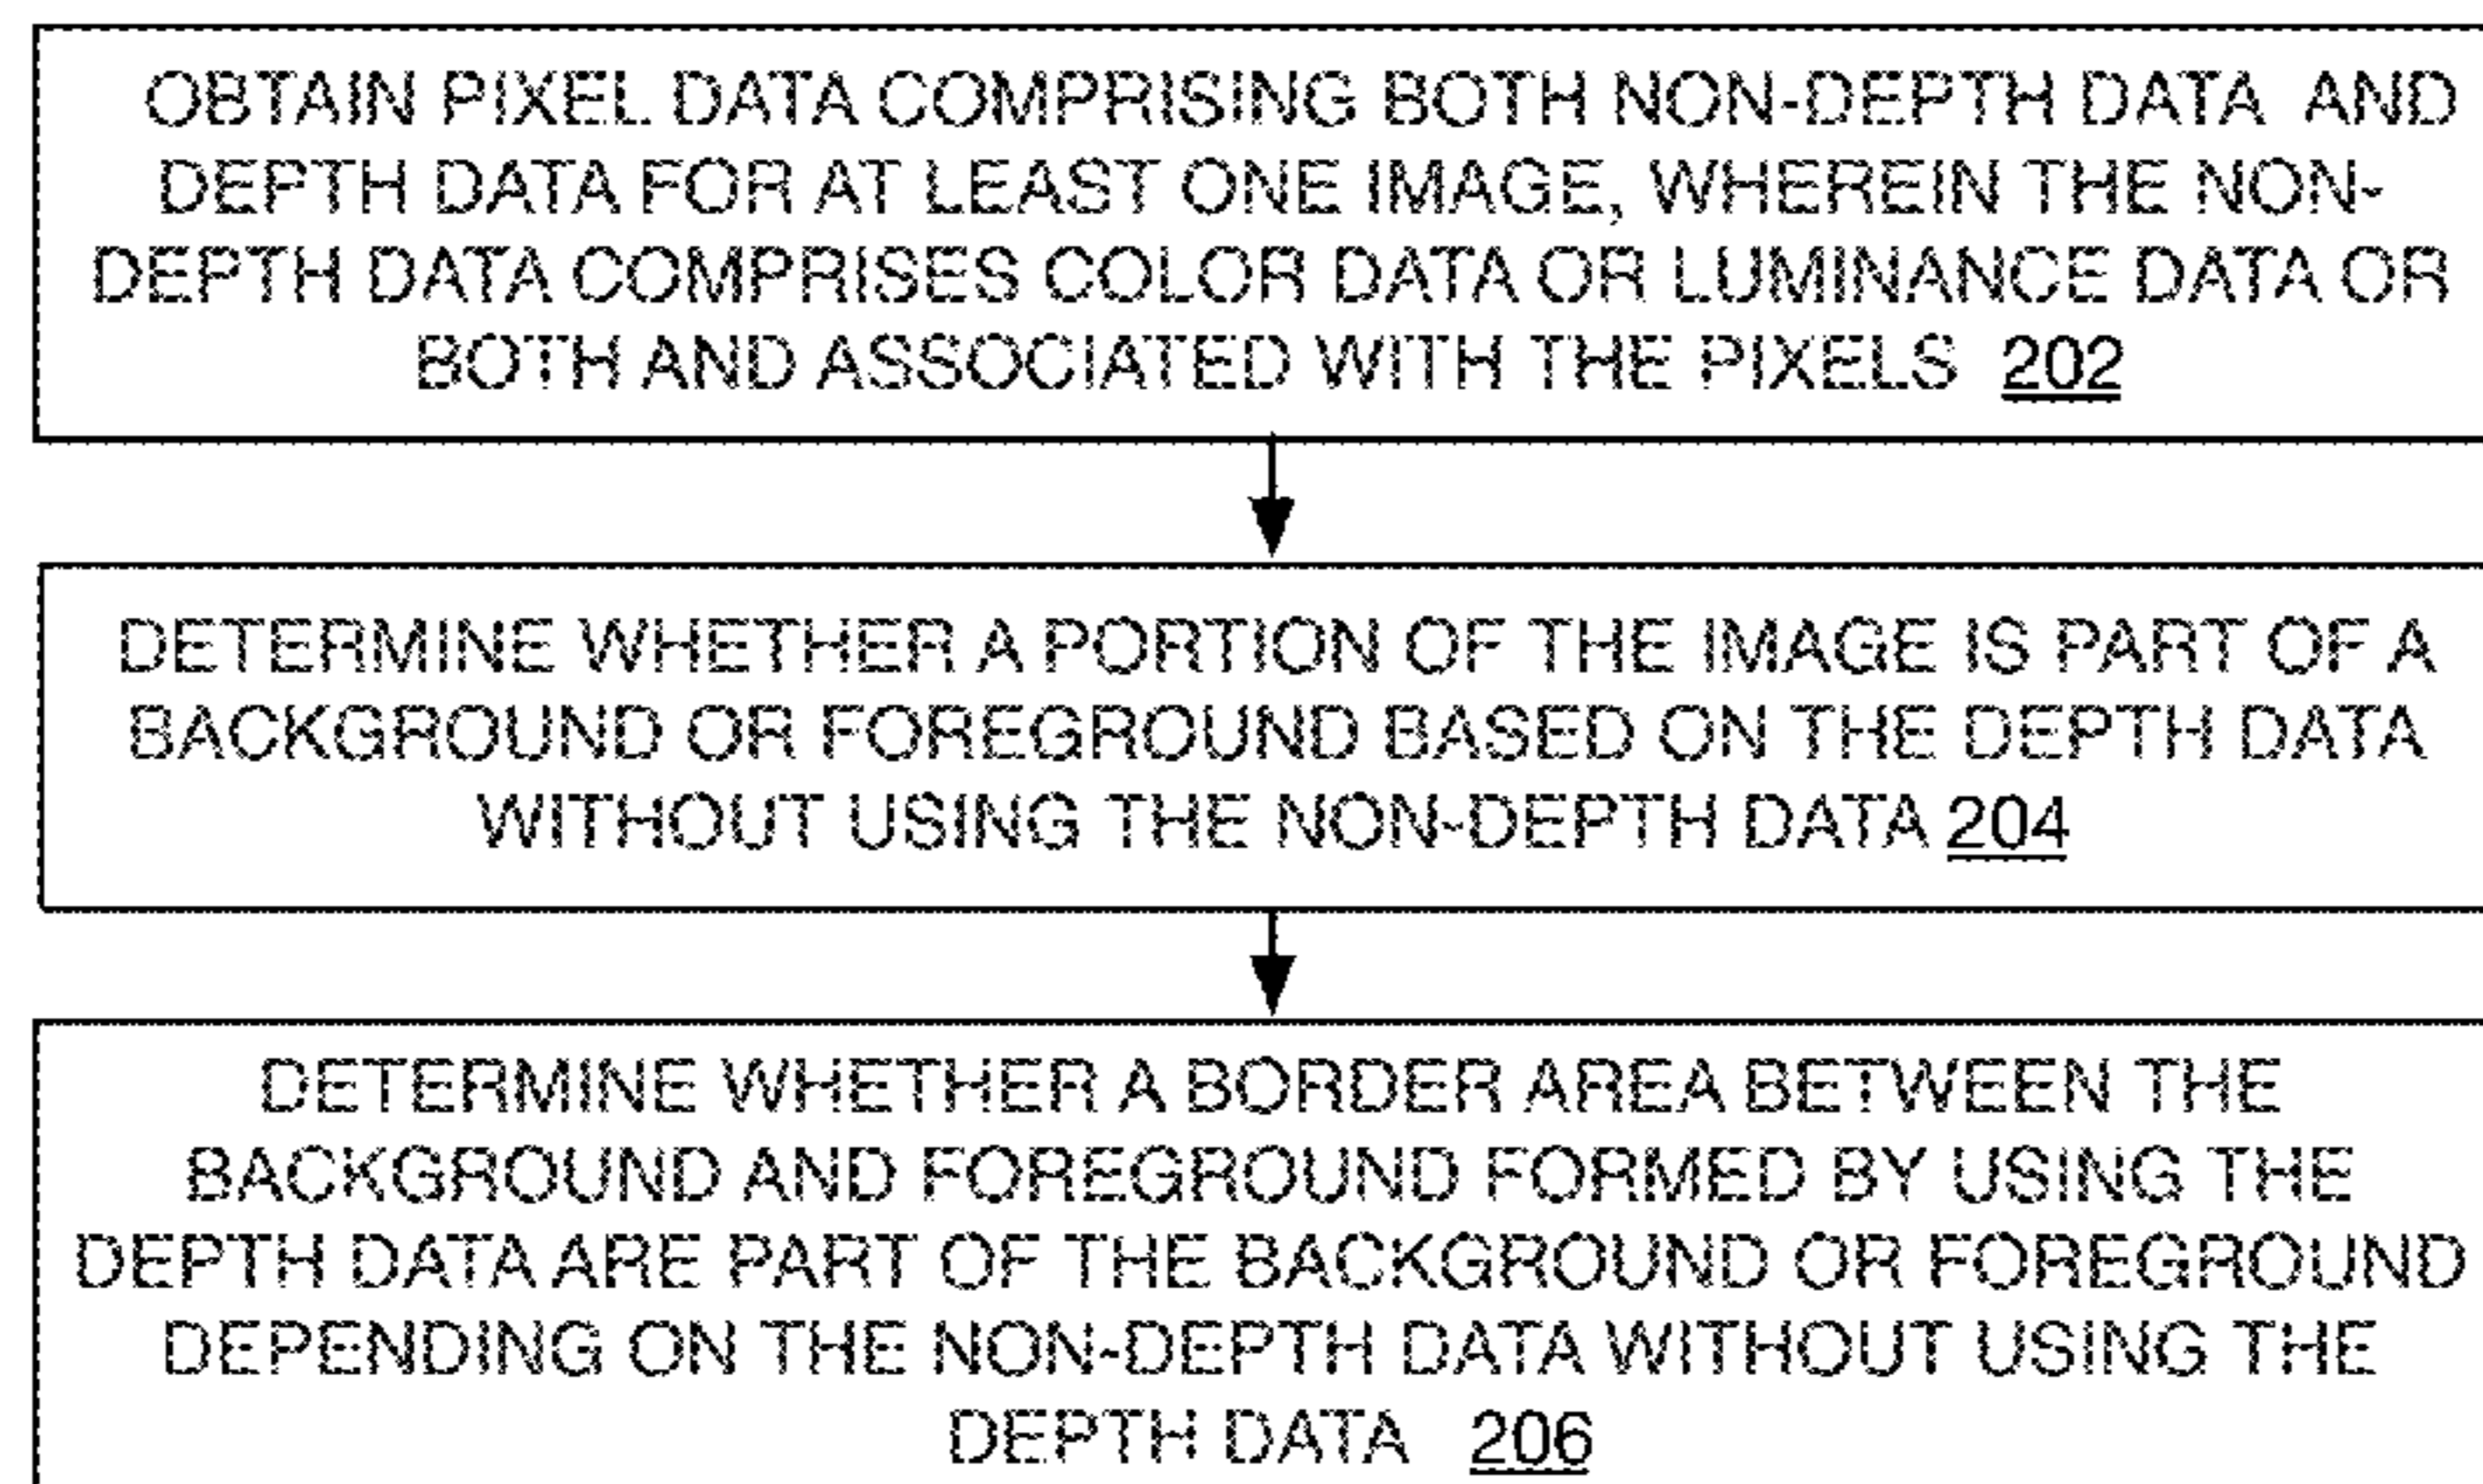 OBTAIN PIXEL DATA COMPRISING BOTH NON-DEPTH DATA AND
DEPTH DATA FOR AT LEAST ONE IMAGE, WHEREIN THE NON-
DEPTH DATA COMPRISES COLOR DATA OR LUMINANCE DATA OR
BOTH AND ASSOCIATED WITH THE PIXELS 202
DETERMINE WHETHER A PORTION OF THE IMAGE IS PART OF A
BACKGROUND OR FOREGROUND BASED ON THE DEPTH DATA
WITHOUT USING THE NON-DEPTH DATA 204
DETERMINE WHETHER A BORDER AREA BETWEEN THE
BACKGROUND AND FOREGROUND FORMED BY USING THE
DEPTH DATA ARE PART OF THE BACKGROUND OR FOREGROUND
DEPENDING ON THE NON-DEPTH DATA WITHOUT USING THE
DEPTH DATA 206